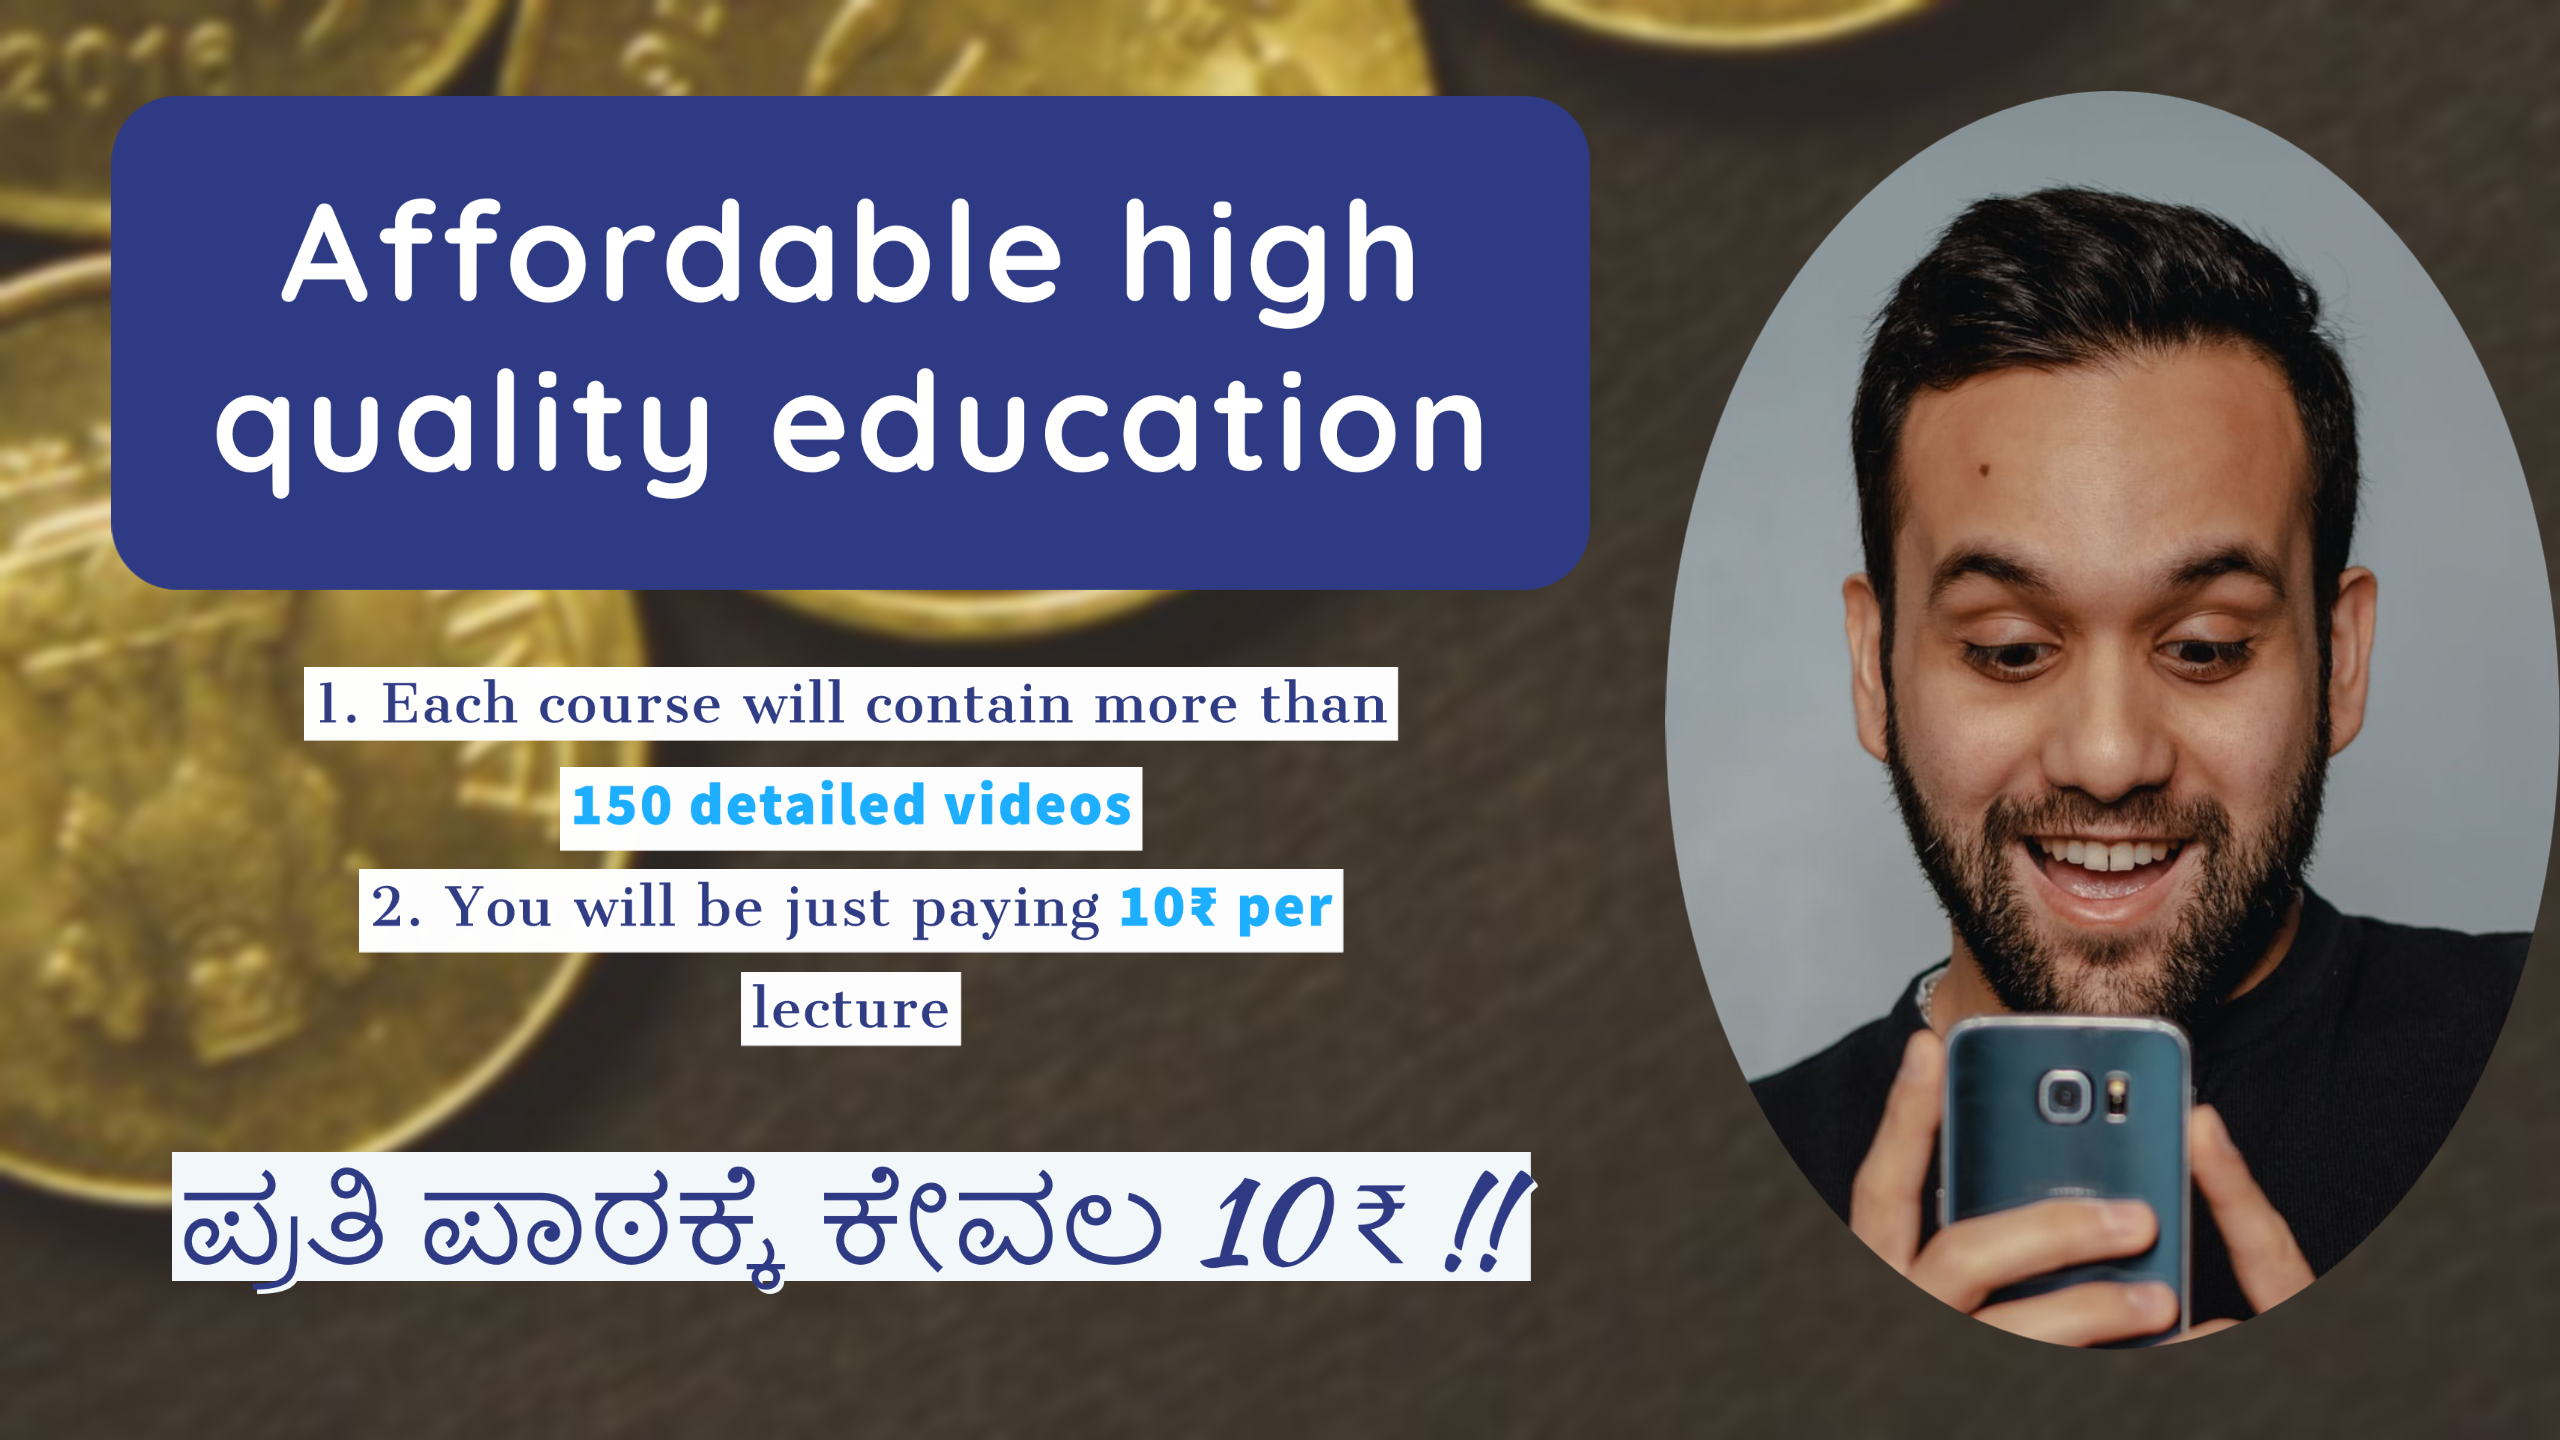 2016
Affordable high
quality education
1. Each course will contain more than
150 detailed videos
2. You will be just paying 10₹ per
lecture
ಪ್ರತಿ ಪಾಠಕ್ಕೆ ಕೇವಲ 10₹ !!